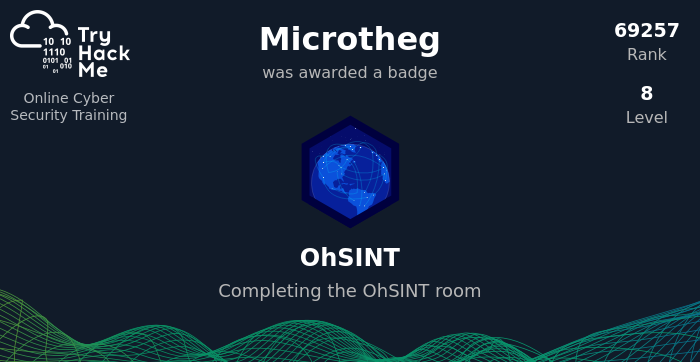 Try
Hack
Me
10 10
1110
0101 01
01 010
Online Cyber
Security Training
Microtheg
was awarded a badge
69257
Rank
8
Level
OhSINT
Completing the OhSINT room